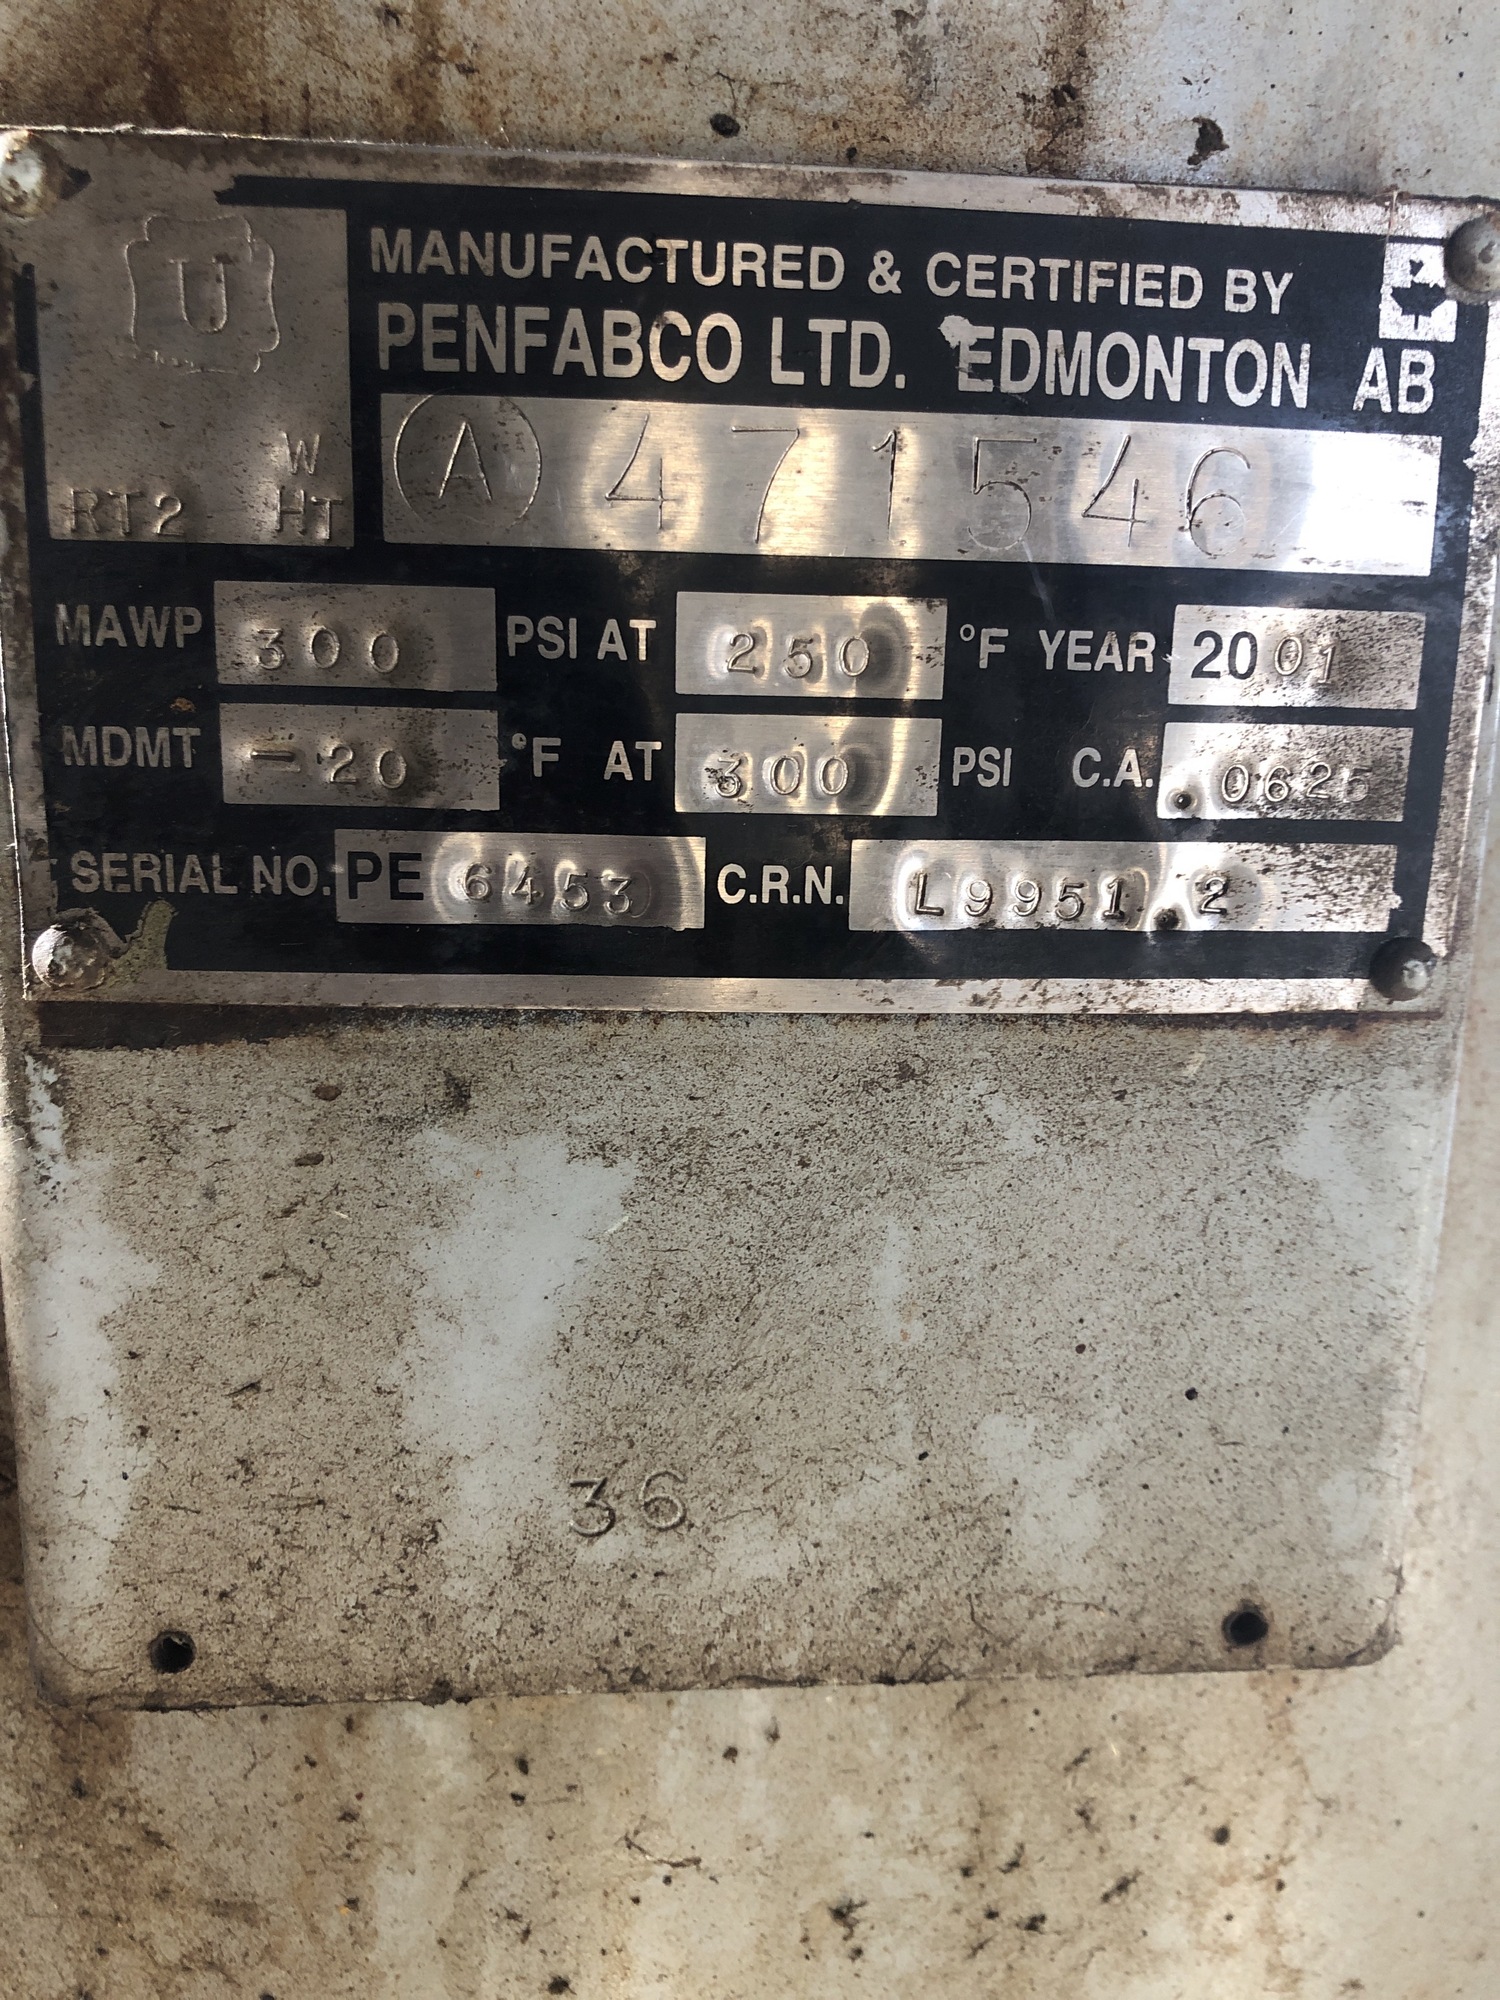 U
W
RT2 HT
MANUFACTURED & CERTIFIED BY
PENFABCO LTD. EDMONTON AB
A 471546
MAWP 300 PSI AT 250 °F YEAR 2001
MDMT -20 °F AT 300 PSI C.A. .0625
SERIAL NO. PE 6453 C.R.N. L9951.2
36